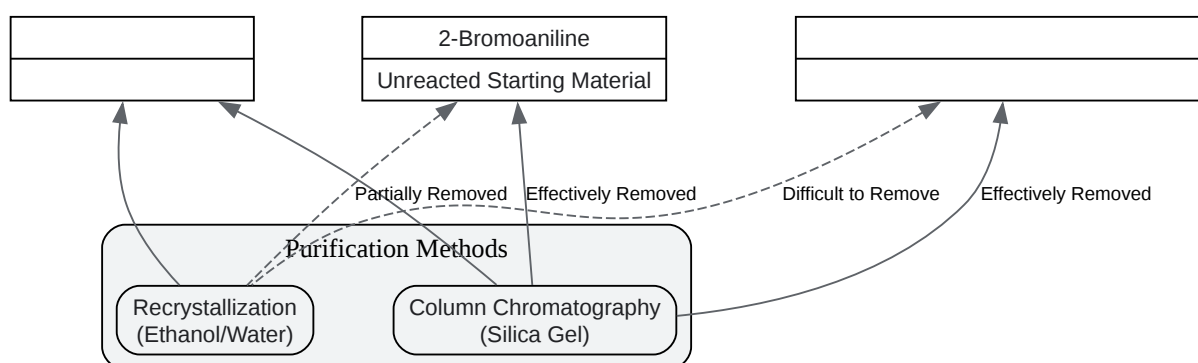 2-Bromoaniline
Unreacted Starting Material
Partially Removed
Effectively Removed
Difficult to Remove
Effectively Removed
Purification Methods
Recrystallization
(Ethanol/Water)
Column Chromatography
(Silica Gel)